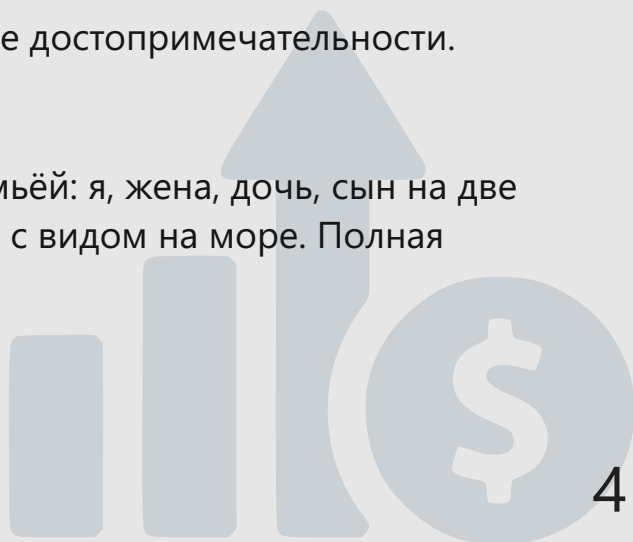 е достопримечательности.
мьёй: я, жена, дочь, сын на две
с видом на море. Полная
$
4